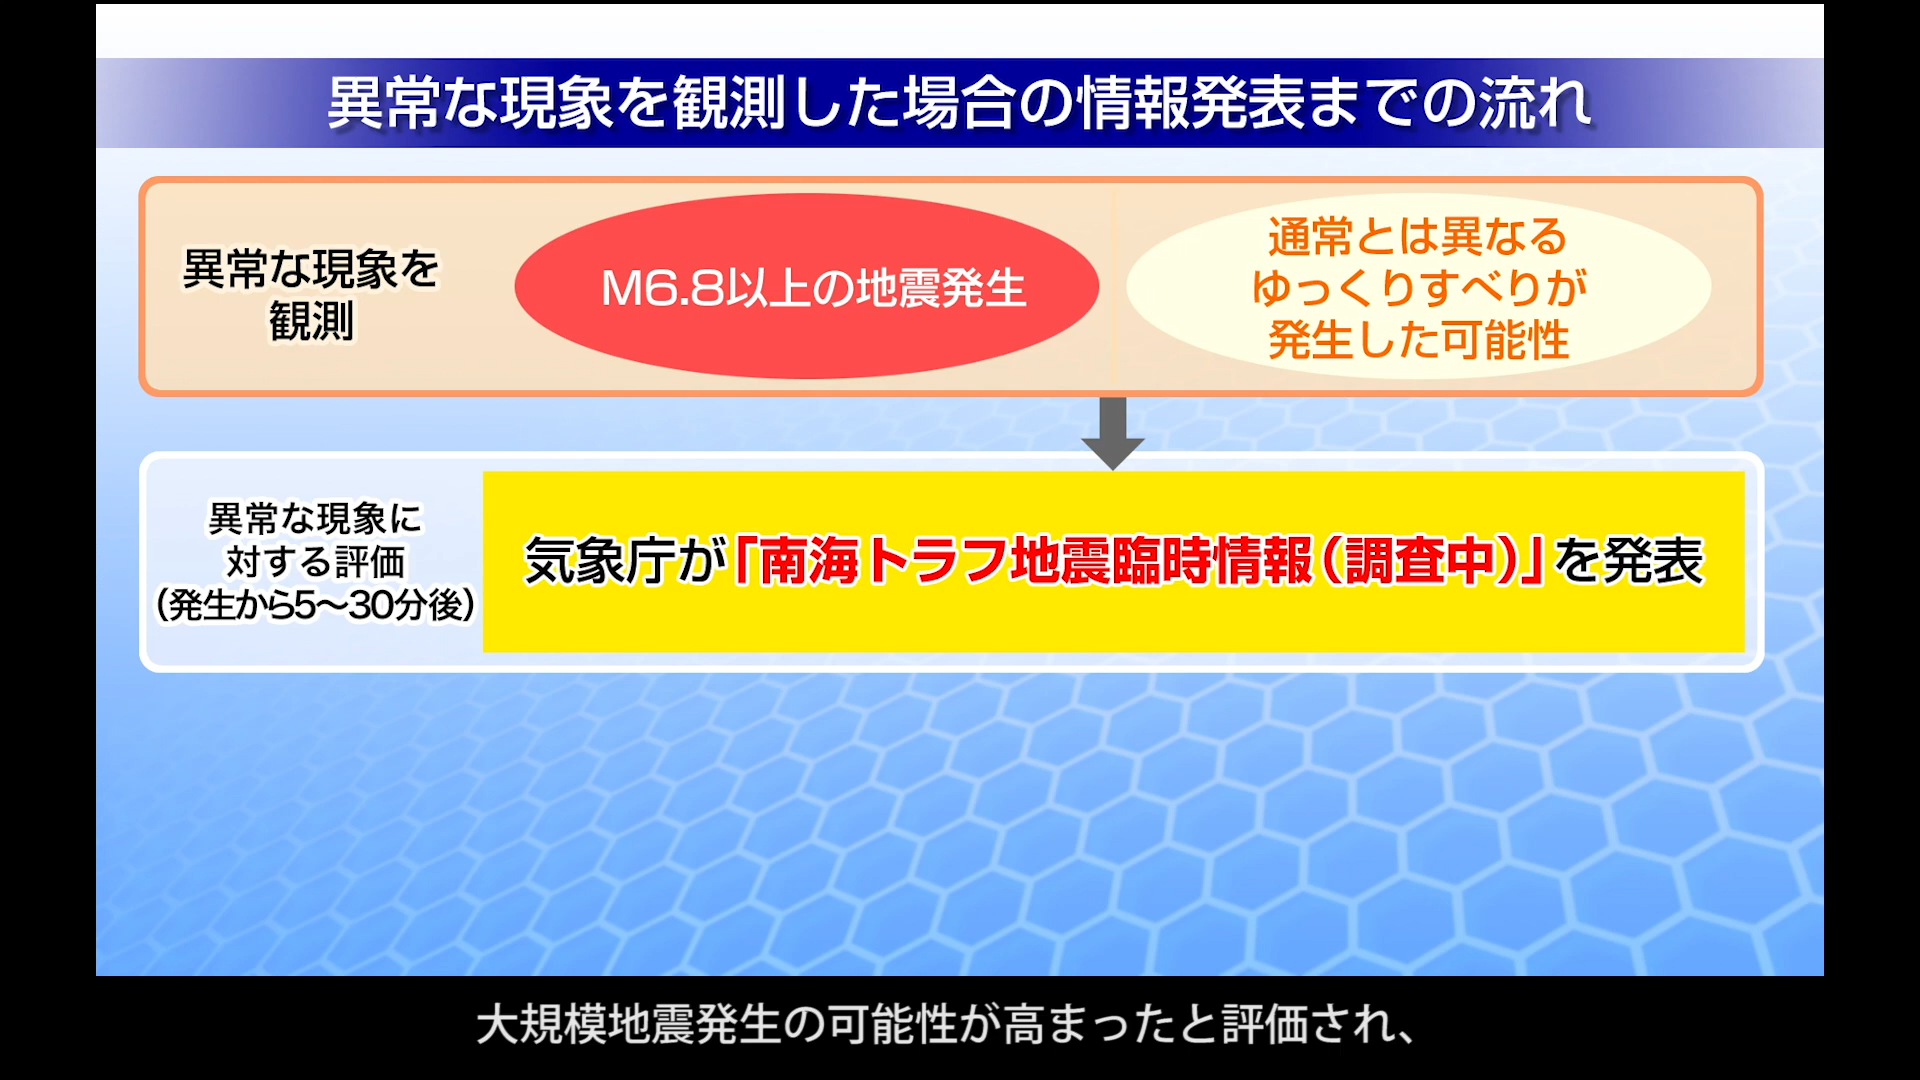 異常な現象を観測した場合の情報発表までの流れ
異常な現象を
観測
M6.8以上の地震発生
通常とは異なる
ゆっくりすべりが
発生した可能性
異常な現象に
対する評価
（発生から5～30分後）
気象庁が「南海トラフ地震臨時情報（調査中）」を発表
大規模地震発生の可能性が高まったと評価され、